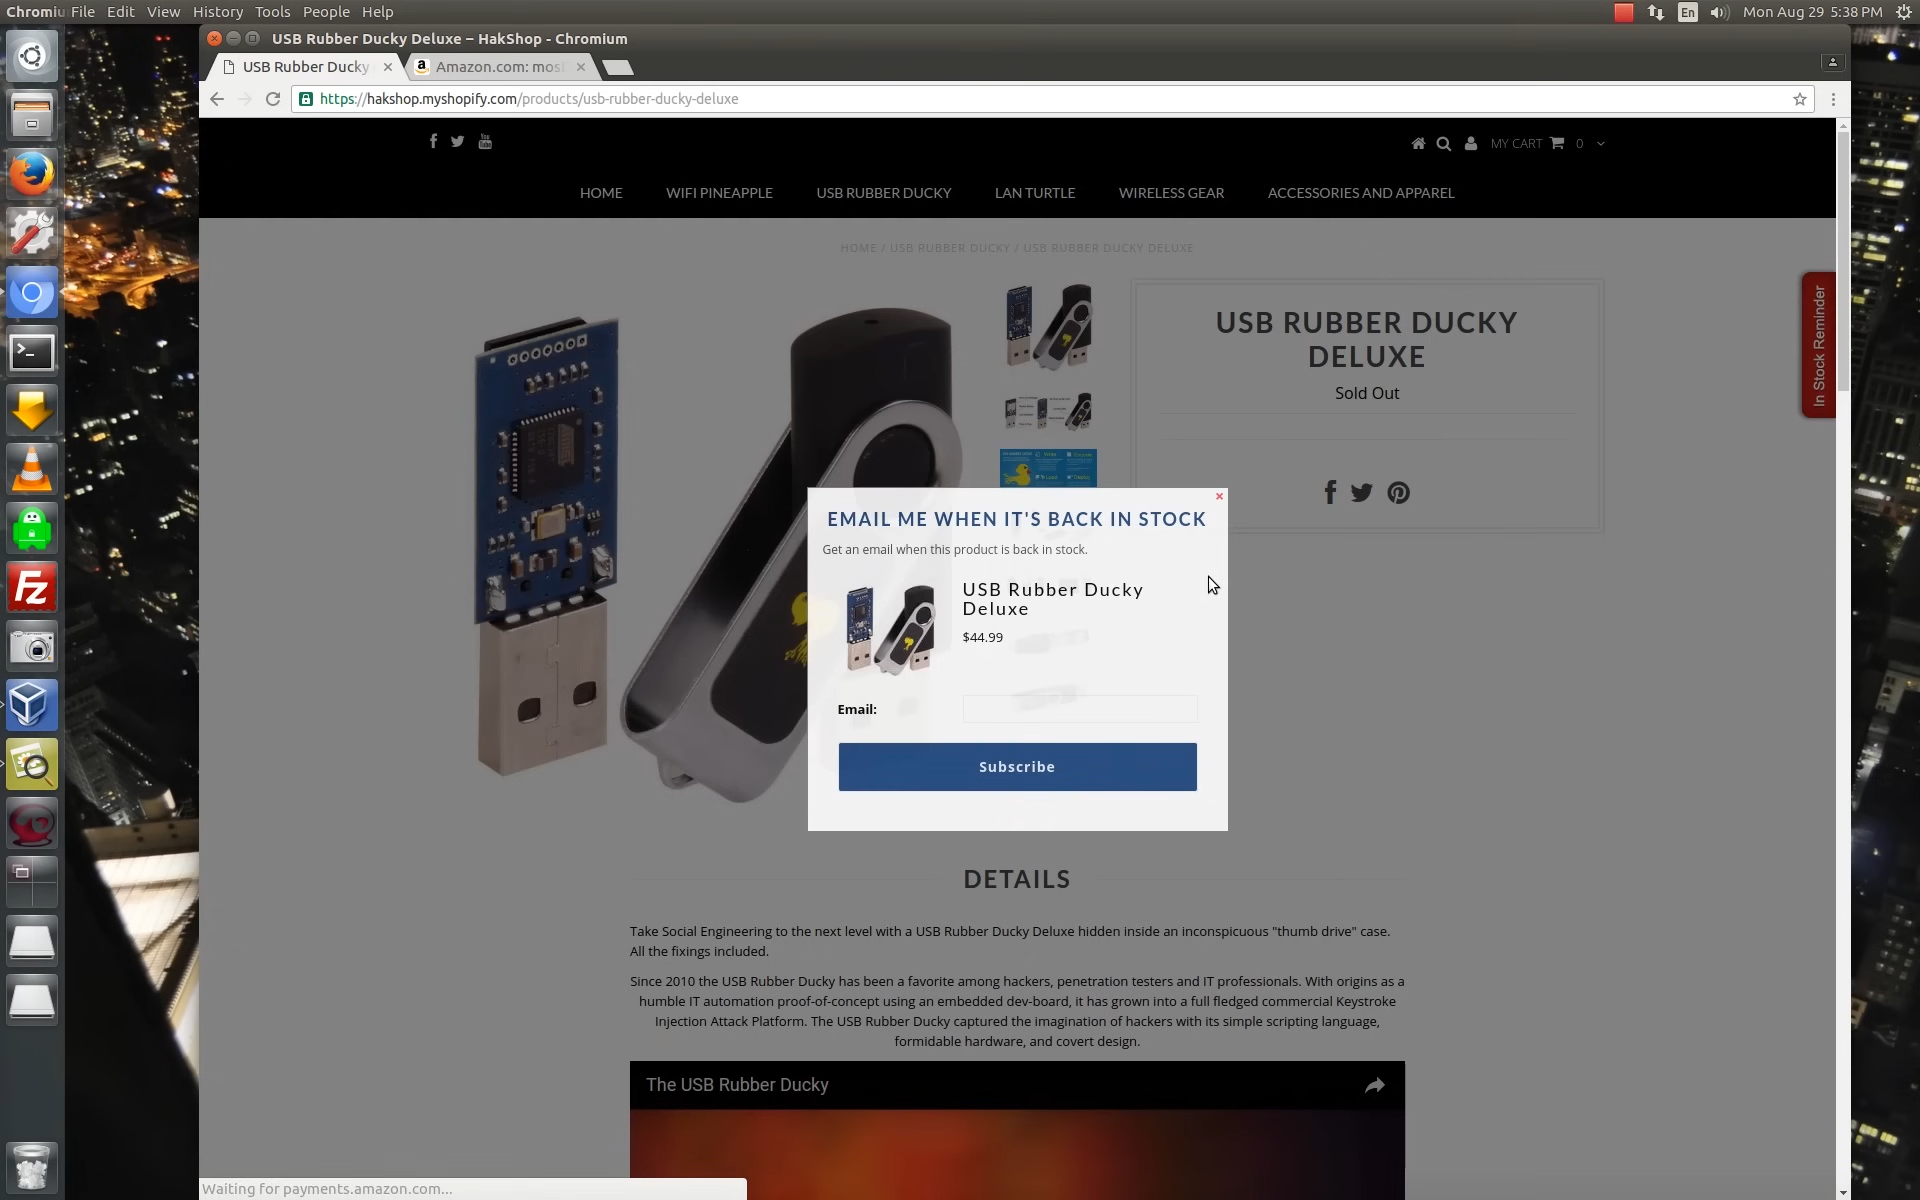 Chromiu File Edit View History Tools People Help
En Mon Aug 29 5:38 PM
USB Rubber Ducky Deluxe – HakShop - Chromium
USB Rubber Ducky
Amazon.com: most
https://hakshop.myshopify.com/products/usb-rubber-ducky-deluxe
You Tube
MY CART 0
HOME WIFI PINEAPPLE USB RUBBER DUCKY LAN TURTLE WIRELESS GEAR ACCESSORIES AND APPAREL
HOME / USB RUBBER DUCKY / USB RUBBER DUCKY DELUXE
USB RUBBER DUCKY
DELUXE
Sold Out
In Stock Reminder
EMAIL ME WHEN IT'S BACK IN STOCK
Get an email when this product is back in stock.
USB Rubber Ducky
Deluxe
$44.99
Email:
Subscribe
DETAILS
Take Social Engineering to the next level with a USB Rubber Ducky Deluxe hidden inside an inconspicuous "thumb drive" case.
All the fixings included.
Since 2010 the USB Rubber Ducky has been a favorite among hackers, penetration testers and IT professionals. With origins as a
humble IT automation proof-of-concept using an embedded dev-board, it has grown into a full fledged commercial Keystroke
Injection Attack Platform. The USB Rubber Ducky captured the imagination of hackers with its simple scripting language,
formidable hardware, and covert design.
The USB Rubber Ducky
Waiting for payments.amazon.com...